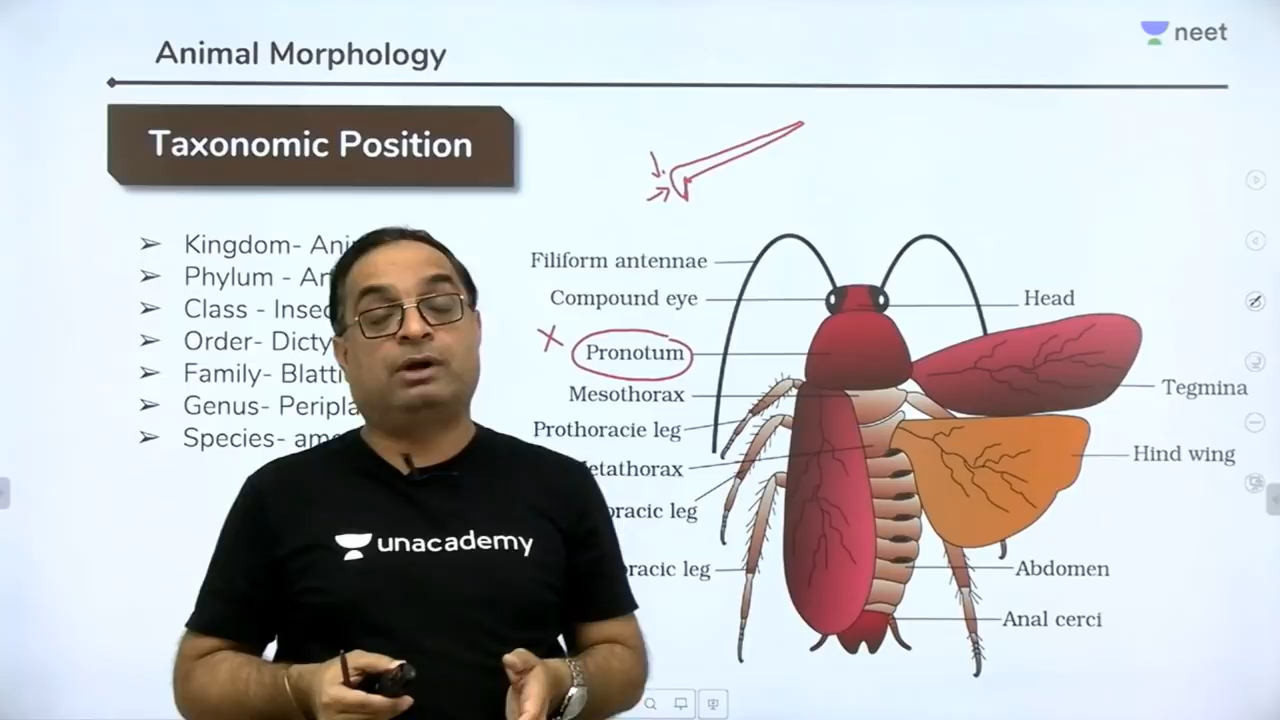 Animal Morphology
neet
Taxonomic Position
Kingdom- Ani
Phylum - Ar
Class - Insec
Order- Dicty
Family- Blatti
Genus- Peripla
Species- ame
Filiform antennae
Compound eye
Head
Pronotum
Mesothorax
Tegmina
Prothoracie leg
etathorax
Hind wing
oracic leg
oracic leg
Abdomen
Anal cerci
unacademy